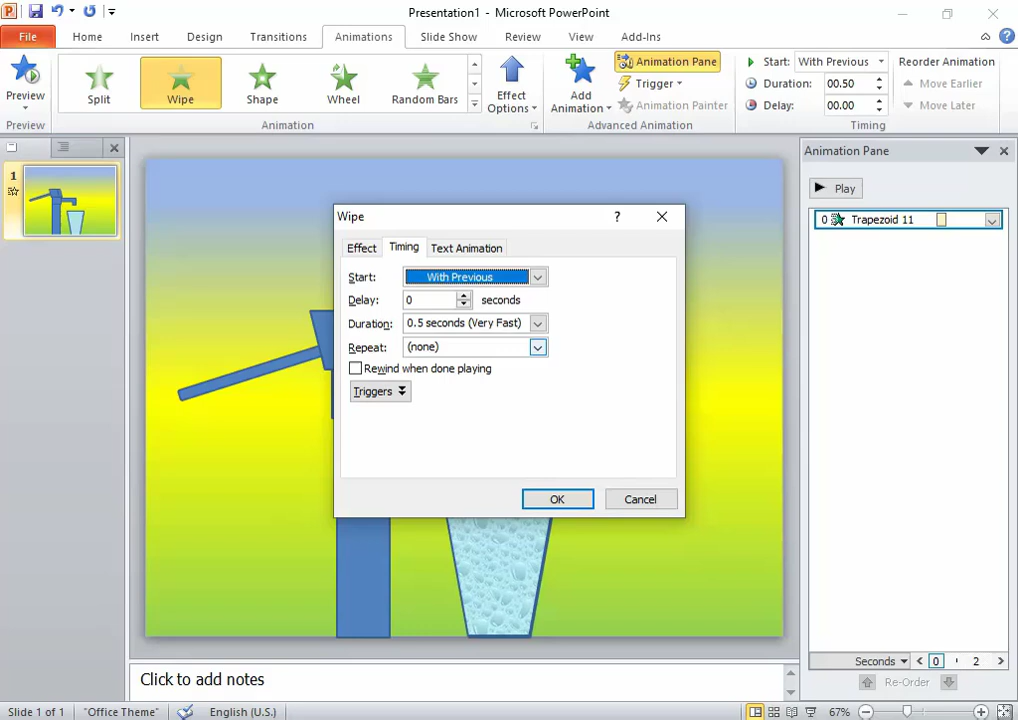 Presentation1 - Microsoft PowerPoint
File Home Insert Design Transitions Animations Slide Show Review View Add-Ins
Preview
Split
Wipe
Shape
Wheel
Random Bars
Effect Options
Add Animation
Animation Pane
Trigger
Animation Painter
Start: With Previous
Duration: 00.50
Delay: 00.00
Reorder Animation
Move Earlier
Move Later
Preview Animation Advanced Animation Timing
1
Animation Pane
Play
0 Trapezoid 11
Wipe ?
Effect Timing Text Animation
Start: With Previous
Delay: 0 seconds
Duration: 0.5 seconds (Very Fast)
Repeat: (none)
Rewind when done playing
Triggers
OK Cancel
Seconds 0 2
Re-Order
Click to add notes
Slide 1 of 1 "Office Theme" English (U.S.) 67%